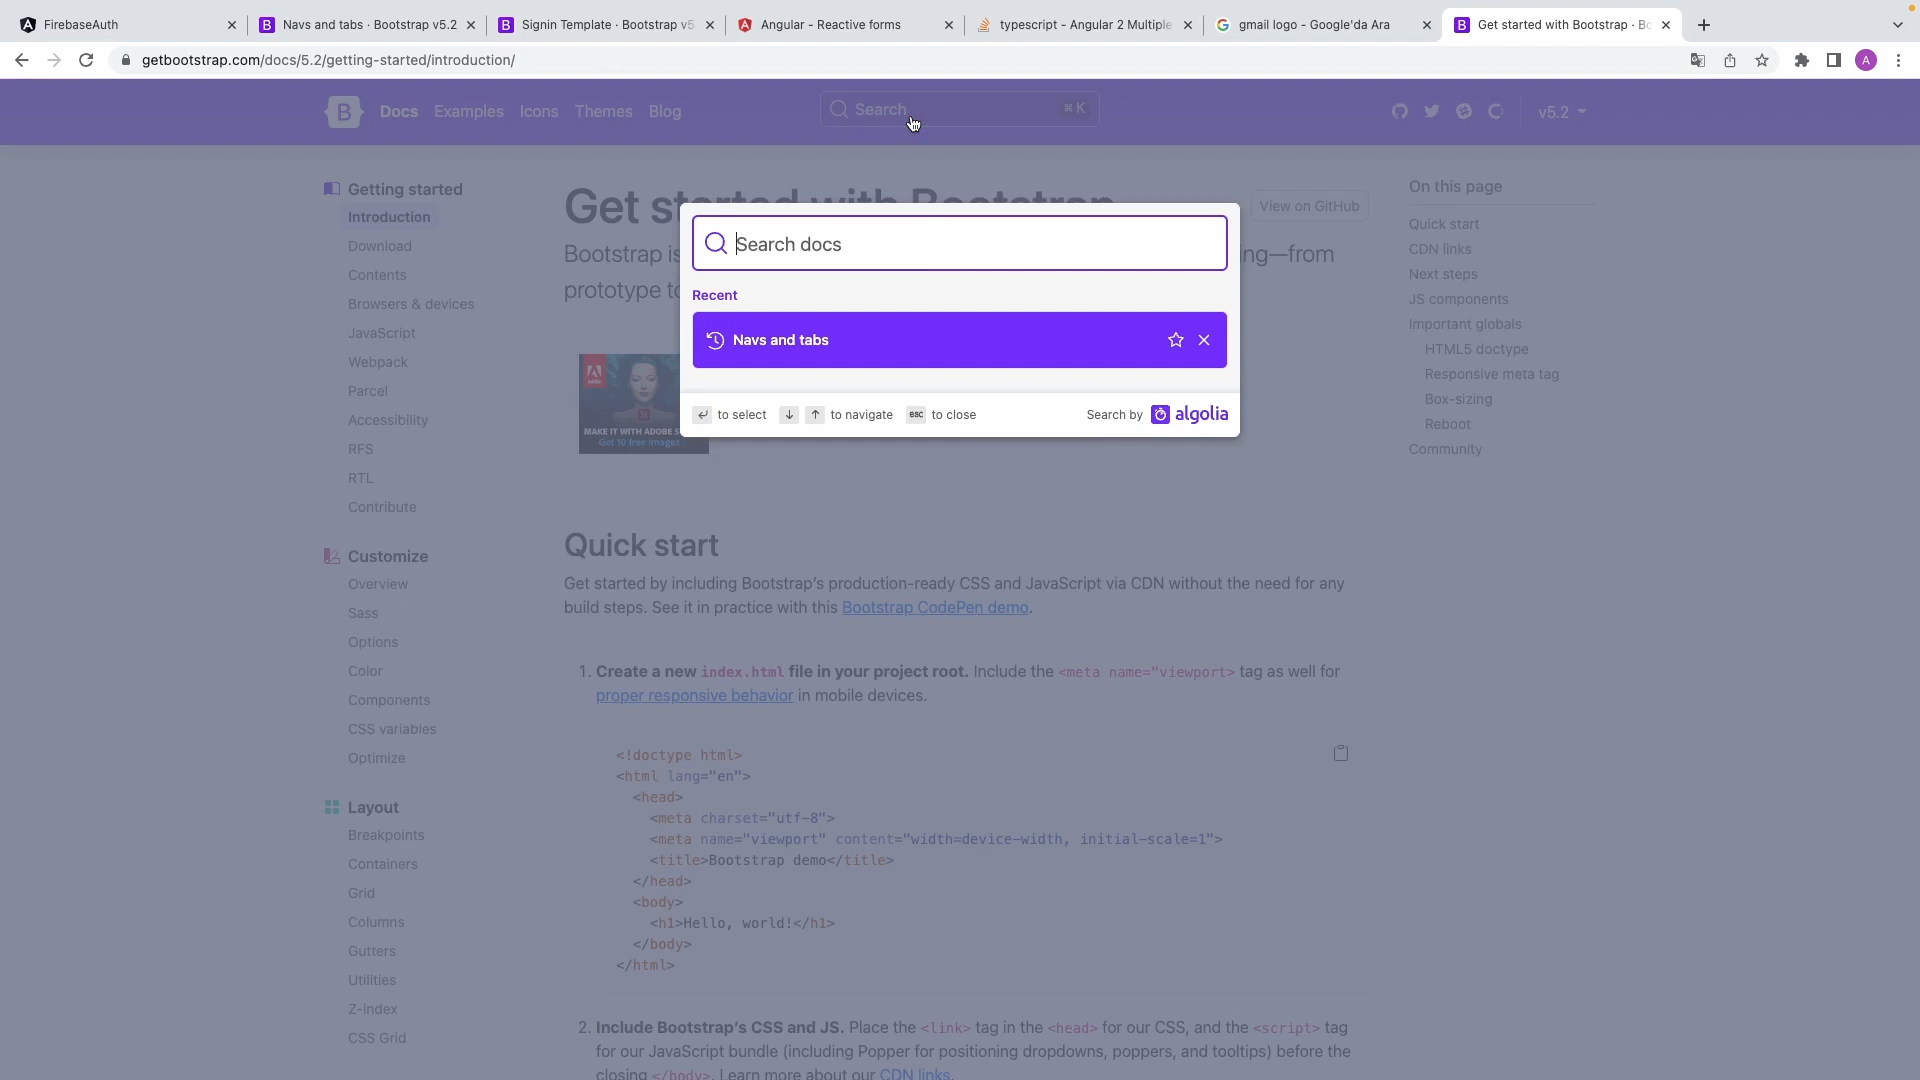 FirebaseAuth
Navs and tabs · Bootstrap v5.2
Signin Template · Bootstrap v5
Angular - Reactive forms
typescript - Angular 2 Multiple
gmail logo - Google'da Ara
Get started with Bootstrap · Bo
getbootstrap.com/docs/5.2/getting-started/introduction/
A
B
Docs
Examples
Icons
Themes
Blog
Search
⌘ K
v5.2
Getting started
Introduction
Download
Contents
Browsers & devices
JavaScript
Webpack
Parcel
Accessibility
RFS
RTL
Contribute
Customize
Overview
Sass
Options
Color
Components
CSS variables
Optimize
Layout
Breakpoints
Containers
Grid
Columns
Gutters
Utilities
Z-index
CSS Grid
Get started with Bootstrap
View on GitHub
Bootstrap is
ing—from
prototype to
Search docs
Recent
Navs and tabs
to select
to navigate
esc to close
Search by algolia
MAKE IT WITH ADOBE S
Get 10 free images
Quick start
Get started by including Bootstrap's production-ready CSS and JavaScript via CDN without the need for any
build steps. See it in practice with this Bootstrap CodePen demo.
1. Create a new index.html file in your project root. Include the <meta name="viewport> tag as well for
proper responsive behavior in mobile devices.
<!doctype html>
<html lang="en">
<head>
<meta charset="utf-8">
<meta name="viewport" content="width=device-width, initial-scale=1">
<title>Bootstrap demo</title>
</head>
<body>
<h1>Hello, world!</h1>
</body>
</html>
2. Include Bootstrap's CSS and JS. Place the <link> tag in the <head> for our CSS, and the <script> tag
for our JavaScript bundle (including Popper for positioning dropdowns, poppers, and tooltips) before the
closing </body>. Learn more about our CDN links.
On this page
Quick start
CDN links
Next steps
JS components
Important globals
HTML5 doctype
Responsive meta tag
Box-sizing
Reboot
Community